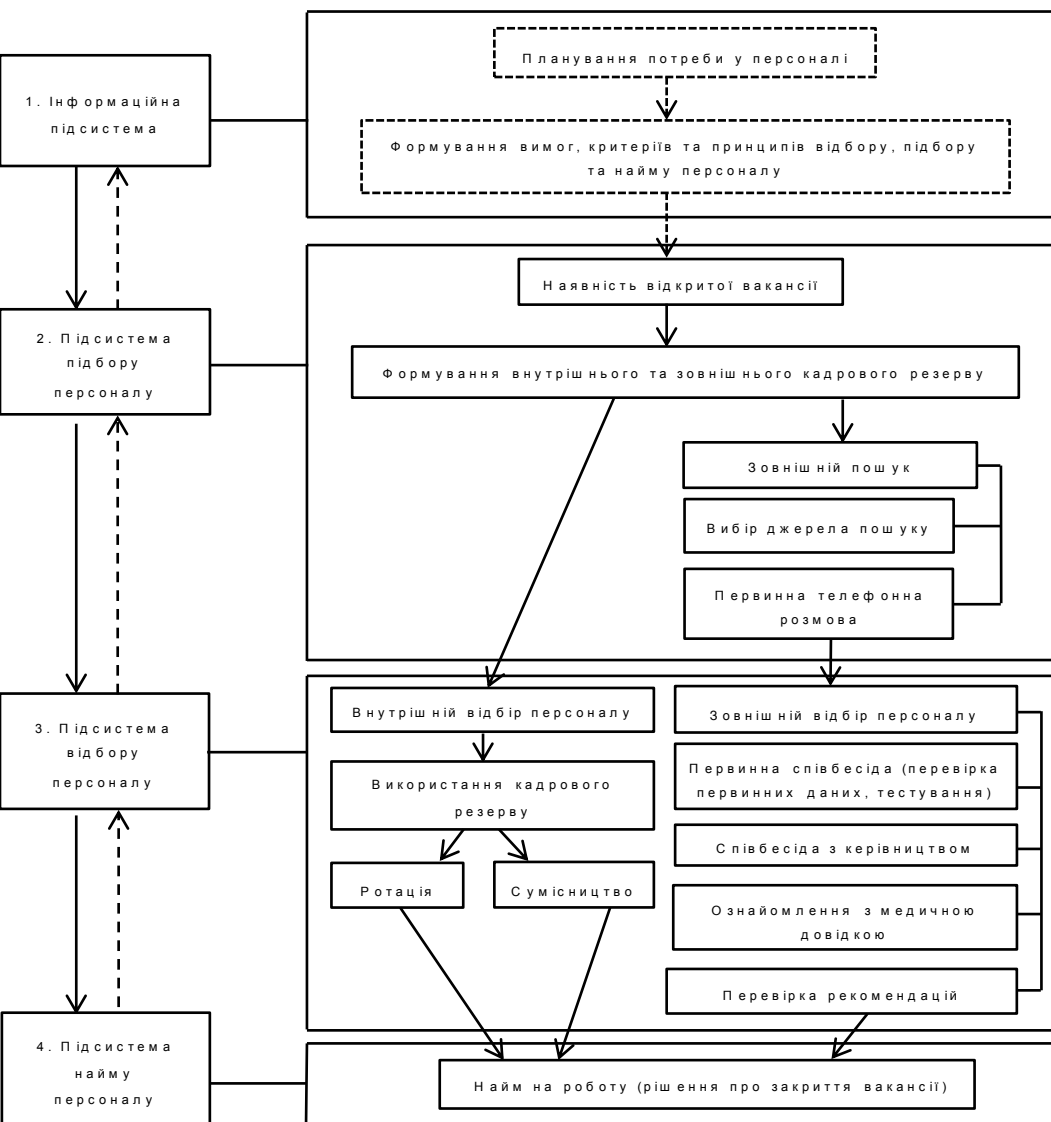 1. Інформаційна
підсистема
Планування потреби у персоналі
Формування вимог, критеріїв та принципів відбору, підбору
та найму персоналу
2. Підсистема
підбору
персоналу
Наявність відкритої вакансії
Формування внутрішнього та зовнішнього кадрового резерву
Зовнішній пошук
Вибір джерела пошуку
Первинна телефонна
розмова
3. Підсистема
відбору
персоналу
Внутрішній відбір персоналу
Використання кадрового
резерву
Ротація
Сумісництво
Зовнішній відбір персоналу
Первинна співбесіда (перевірка
первинних даних, тестування)
Співбесіда з керівництвом
Ознайомлення з медичною
довідкою
Перевірка рекомендацій
4. Підсистема
найму
персоналу
Найм на роботу (рішення про закриття вакансії)